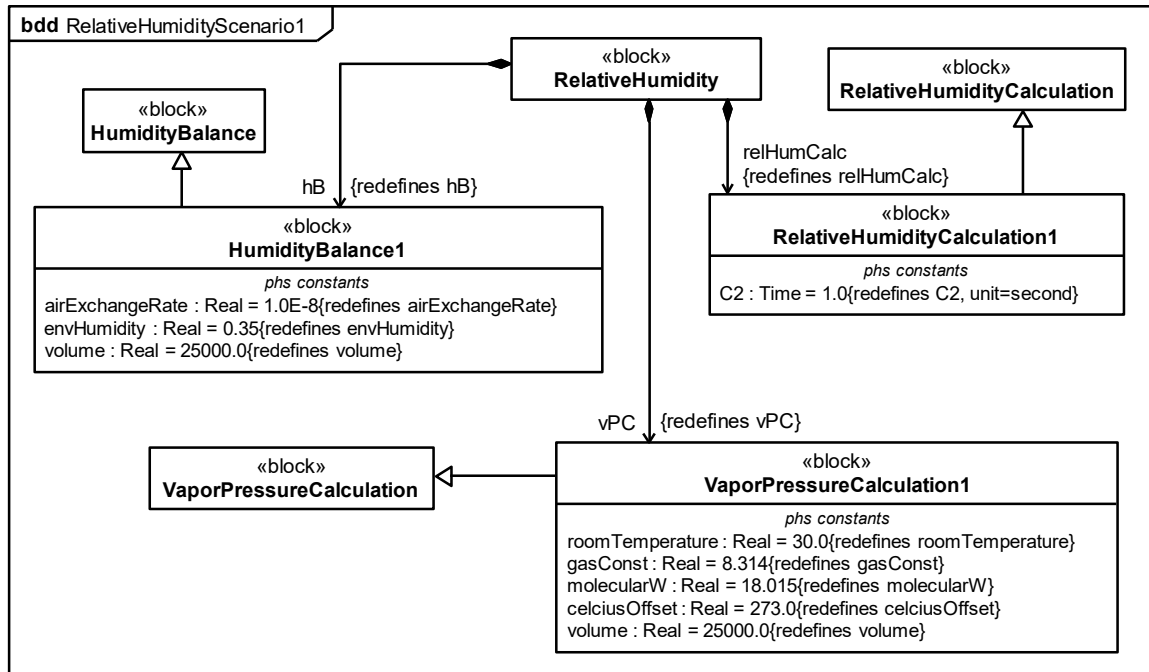 bdd RelativeHumidityScenario1
«block»
RelativeHumidity
«block»
RelativeHumidityCalculation
«block»
HumidityBalance
relHumCalc
{redefines relHumCalc}
hB {redefines hB}
«block»
HumidityBalance1
phs constants
airExchangeRate : Real = 1.0E-8{redefines airExchangeRate}
envHumidity : Real = 0.35{redefines envHumidity}
volume : Real = 25000.0{redefines volume}
«block»
RelativeHumidityCalculation1
phs constants
C2 : Time = 1.0{redefines C2, unit=second}
vPC {redefines vPC}
«block»
VaporPressureCalculation
«block»
VaporPressureCalculation1
phs constants
roomTemperature : Real = 30.0{redefines roomTemperature}
gasConst : Real = 8.314{redefines gasConst}
molecularW : Real = 18.015{redefines molecularW}
celciusOffset : Real = 273.0{redefines celciusOffset}
volume : Real = 25000.0{redefines volume}